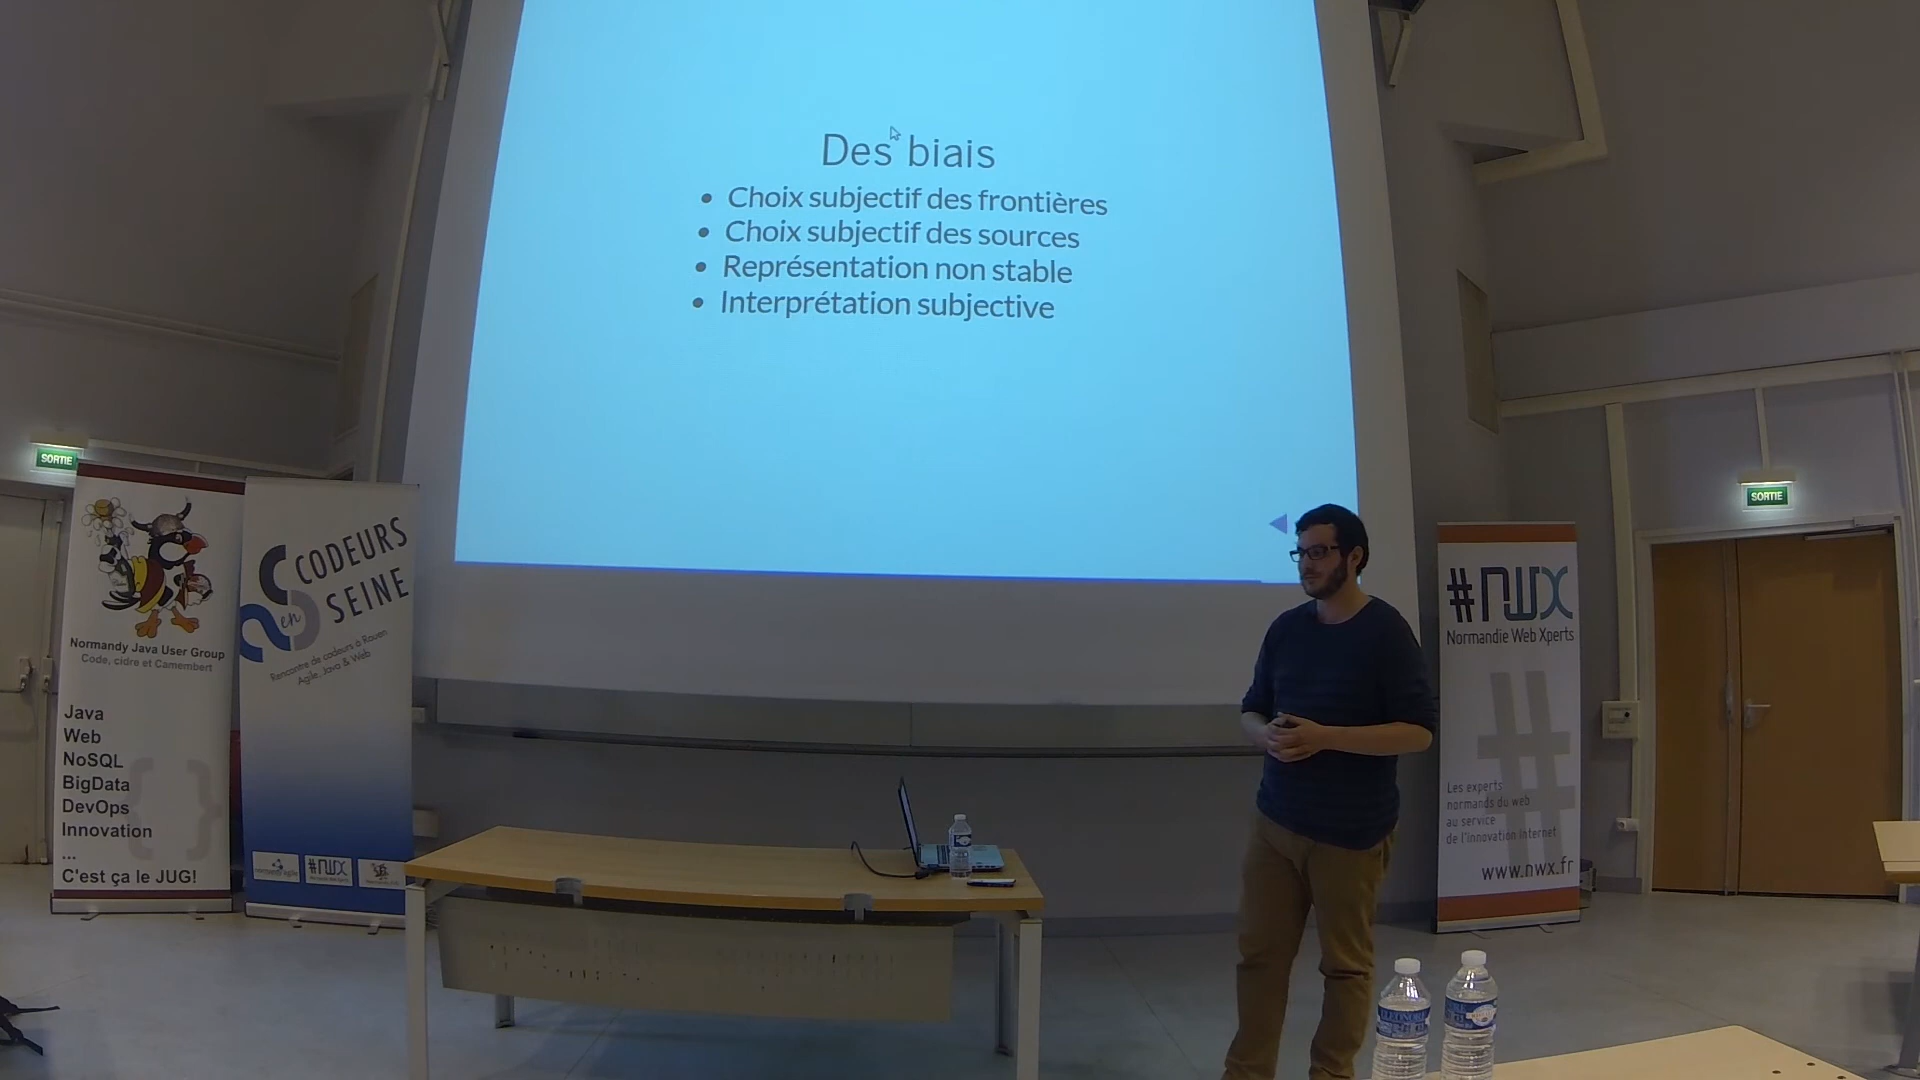 Des biais
Choix subjectif des frontières
Choix subjectif des sources
Représentation non stable
Interprétation subjective
SORTIE
SORTIE
Normandy Java User Group
Code, cidre et Camembert
Java
Web
NoSQL
BigData
DevOps
Innovation
...
C'est ça le JUG!
CODEURS
en
SEINE
Rencontre de codeurs à Rouen
Agile, Java & Web
#NWX
#NWX
Normandie Web Xperts
#
Les experts
normands du web
au service
de l'innovation internet
www.nwx.fr